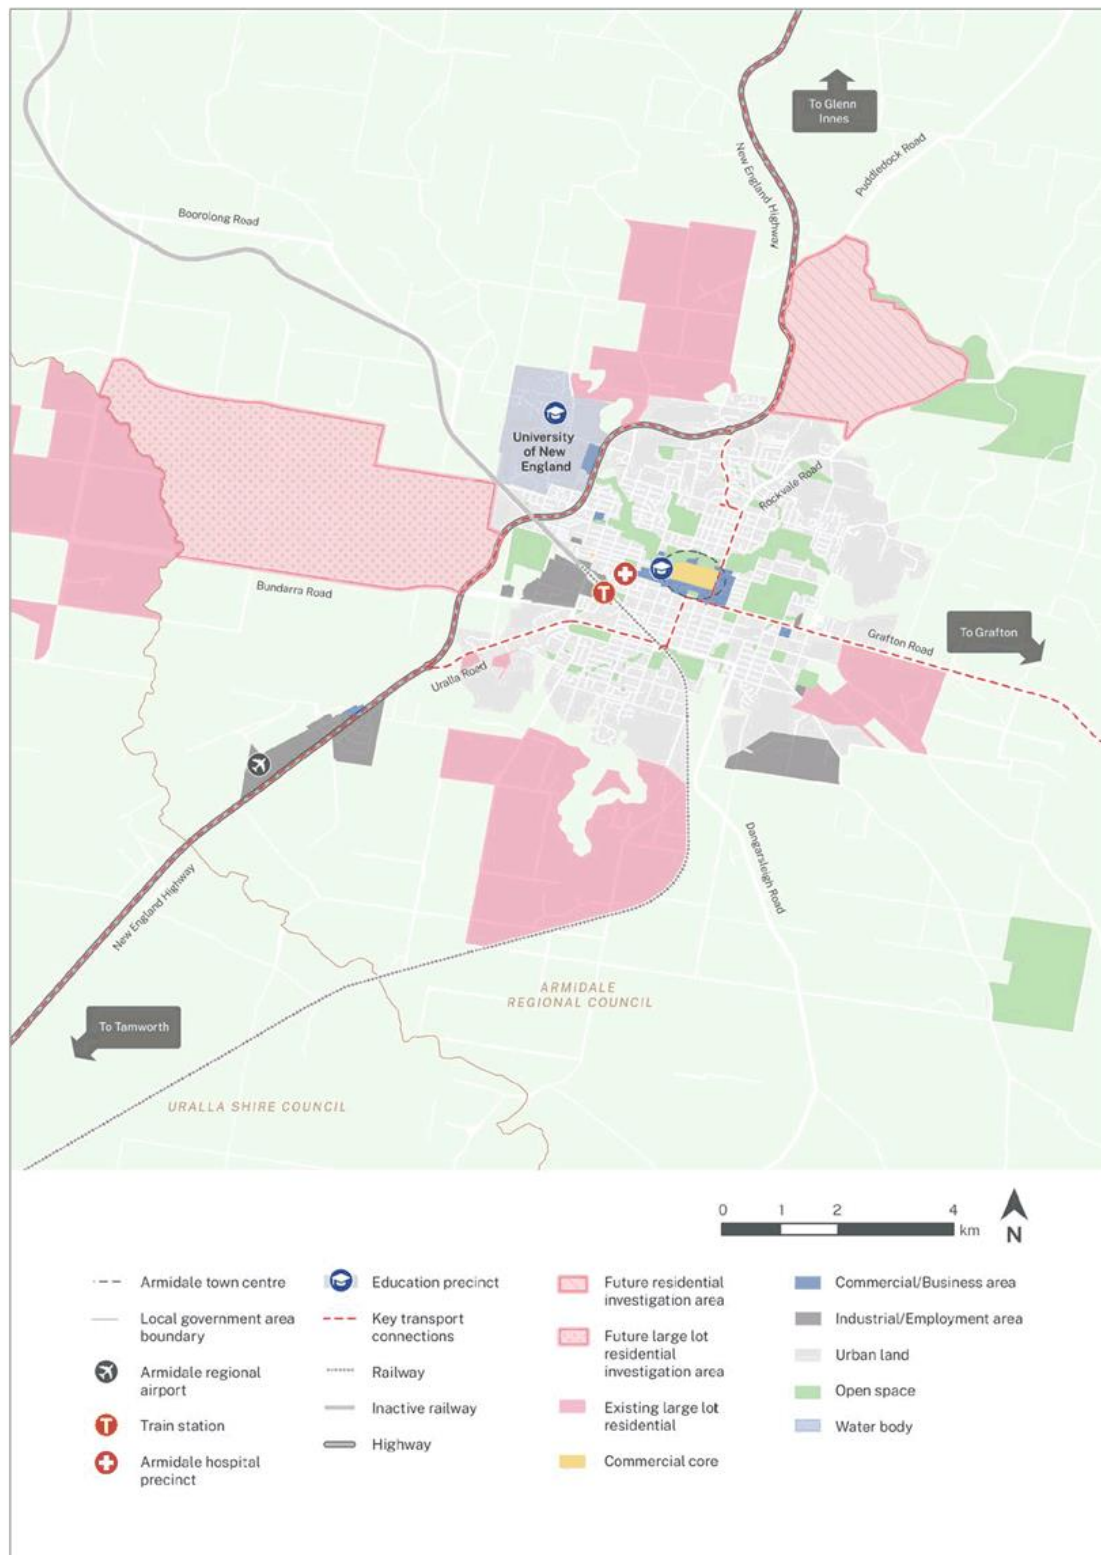 To Glenn
Innes
Puddledock Road
New England Highway
Boorolong Road
University
of New
England
Rockvale Road
Bundarra Road
T
Grafton Road
To Grafton
Uralla Road
New England Highway
Dangarsleigh Road
ARMIDALE
REGIONAL COUNCIL
To Tamworth
URALLA SHIRE COUNCIL
0 1 2 4
km
N
Armidale town centre
Local government area
boundary
Armidale regional
airport
T Train station
Armidale hospital
precinct
Education precinct
Key transport
connections
Railway
Inactive railway
Highway
Future residential
investigation area
Future large lot
residential
investigation area
Existing large lot
residential
Commercial core
Commercial/Business area
Industrial/Employment area
Urban land
Open space
Water body